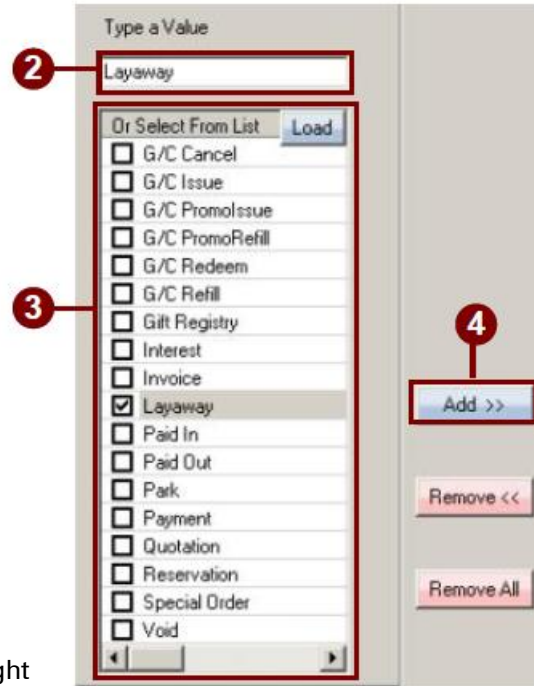 Type a Value
2
Layaway
Or Select From List Load
G/C Cancel
G/C Issue
G/C PromoIssue
G/C PromoRefill
G/C Redeem
G/C Refill
3
Gift Registry
4
Interest
Invoice
Layaway
Add >>
Paid In
Paid Out
Park
Remove <<
Payment
Quotation
Reservation
Remove All
Special Order
Void
ght